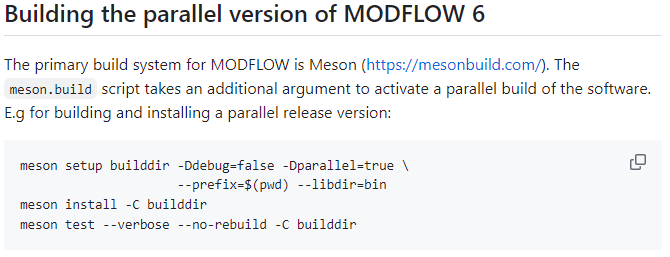 Building the parallel version of MODFLOW 6
The primary build system for MODFLOW is Meson (https://mesonbuild.com/). The
meson.build script takes an additional argument to activate a parallel build of the software.
E.g for building and installing a parallel release version:
meson setup builddir -Ddebug=false -Dparallel=true \
                     --prefix=$(pwd) --libdir=bin
meson install -C builddir
meson test --verbose --no-rebuild -C builddir